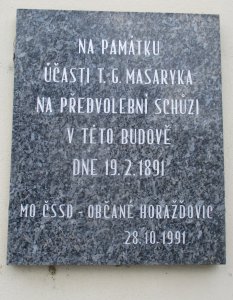 NA PAMÁTKU
ÚČASTI T. G. MASARYKA
NA PŘEDVOLEBNÍ SCHŮZI
V TÉTO BUDOVĚ
DNE 19.2.1891
MO ČSSD - OBČANÉ HORAŽĎOVIC
28.10.1991